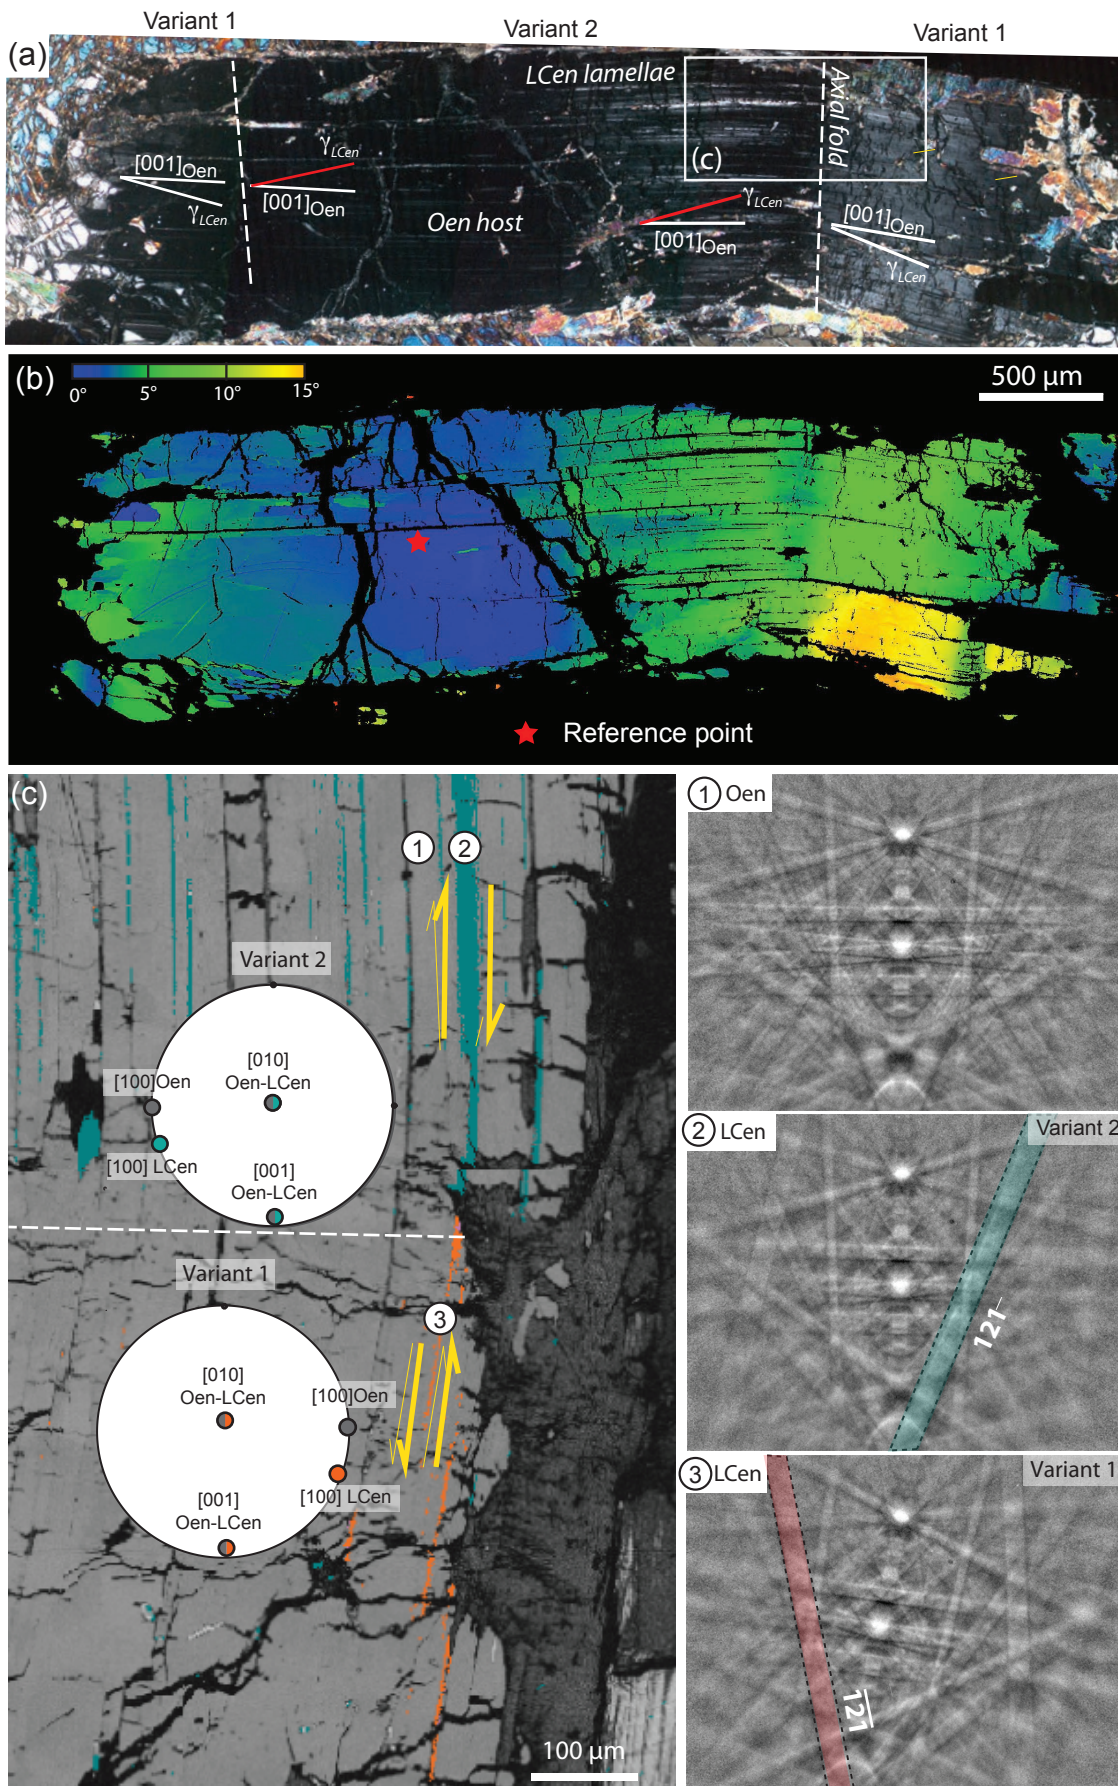 Variant 1
Variant 2
Variant 1
(a)
LCen lamellae
Axial fold
(c)
[001]Oen
γLCen
γLCen
[001]Oen
Oen host
γLCen
[001]Oen
[001]Oen
γLCen
(b)
0°
5°
10°
15°
500 µm
Reference point
(c)
1
2
Variant 2
[010]
Oen-LCen
[100]Oen
[100] LCen
[001]
Oen-LCen
Variant 1
3
[010]
Oen-LCen
[100]Oen
[100] LCen
[001]
Oen-LCen
100 µm
1 Oen
2 LCen
Variant 2
121̅
3 LCen
Variant 1
1̅2̅1̅